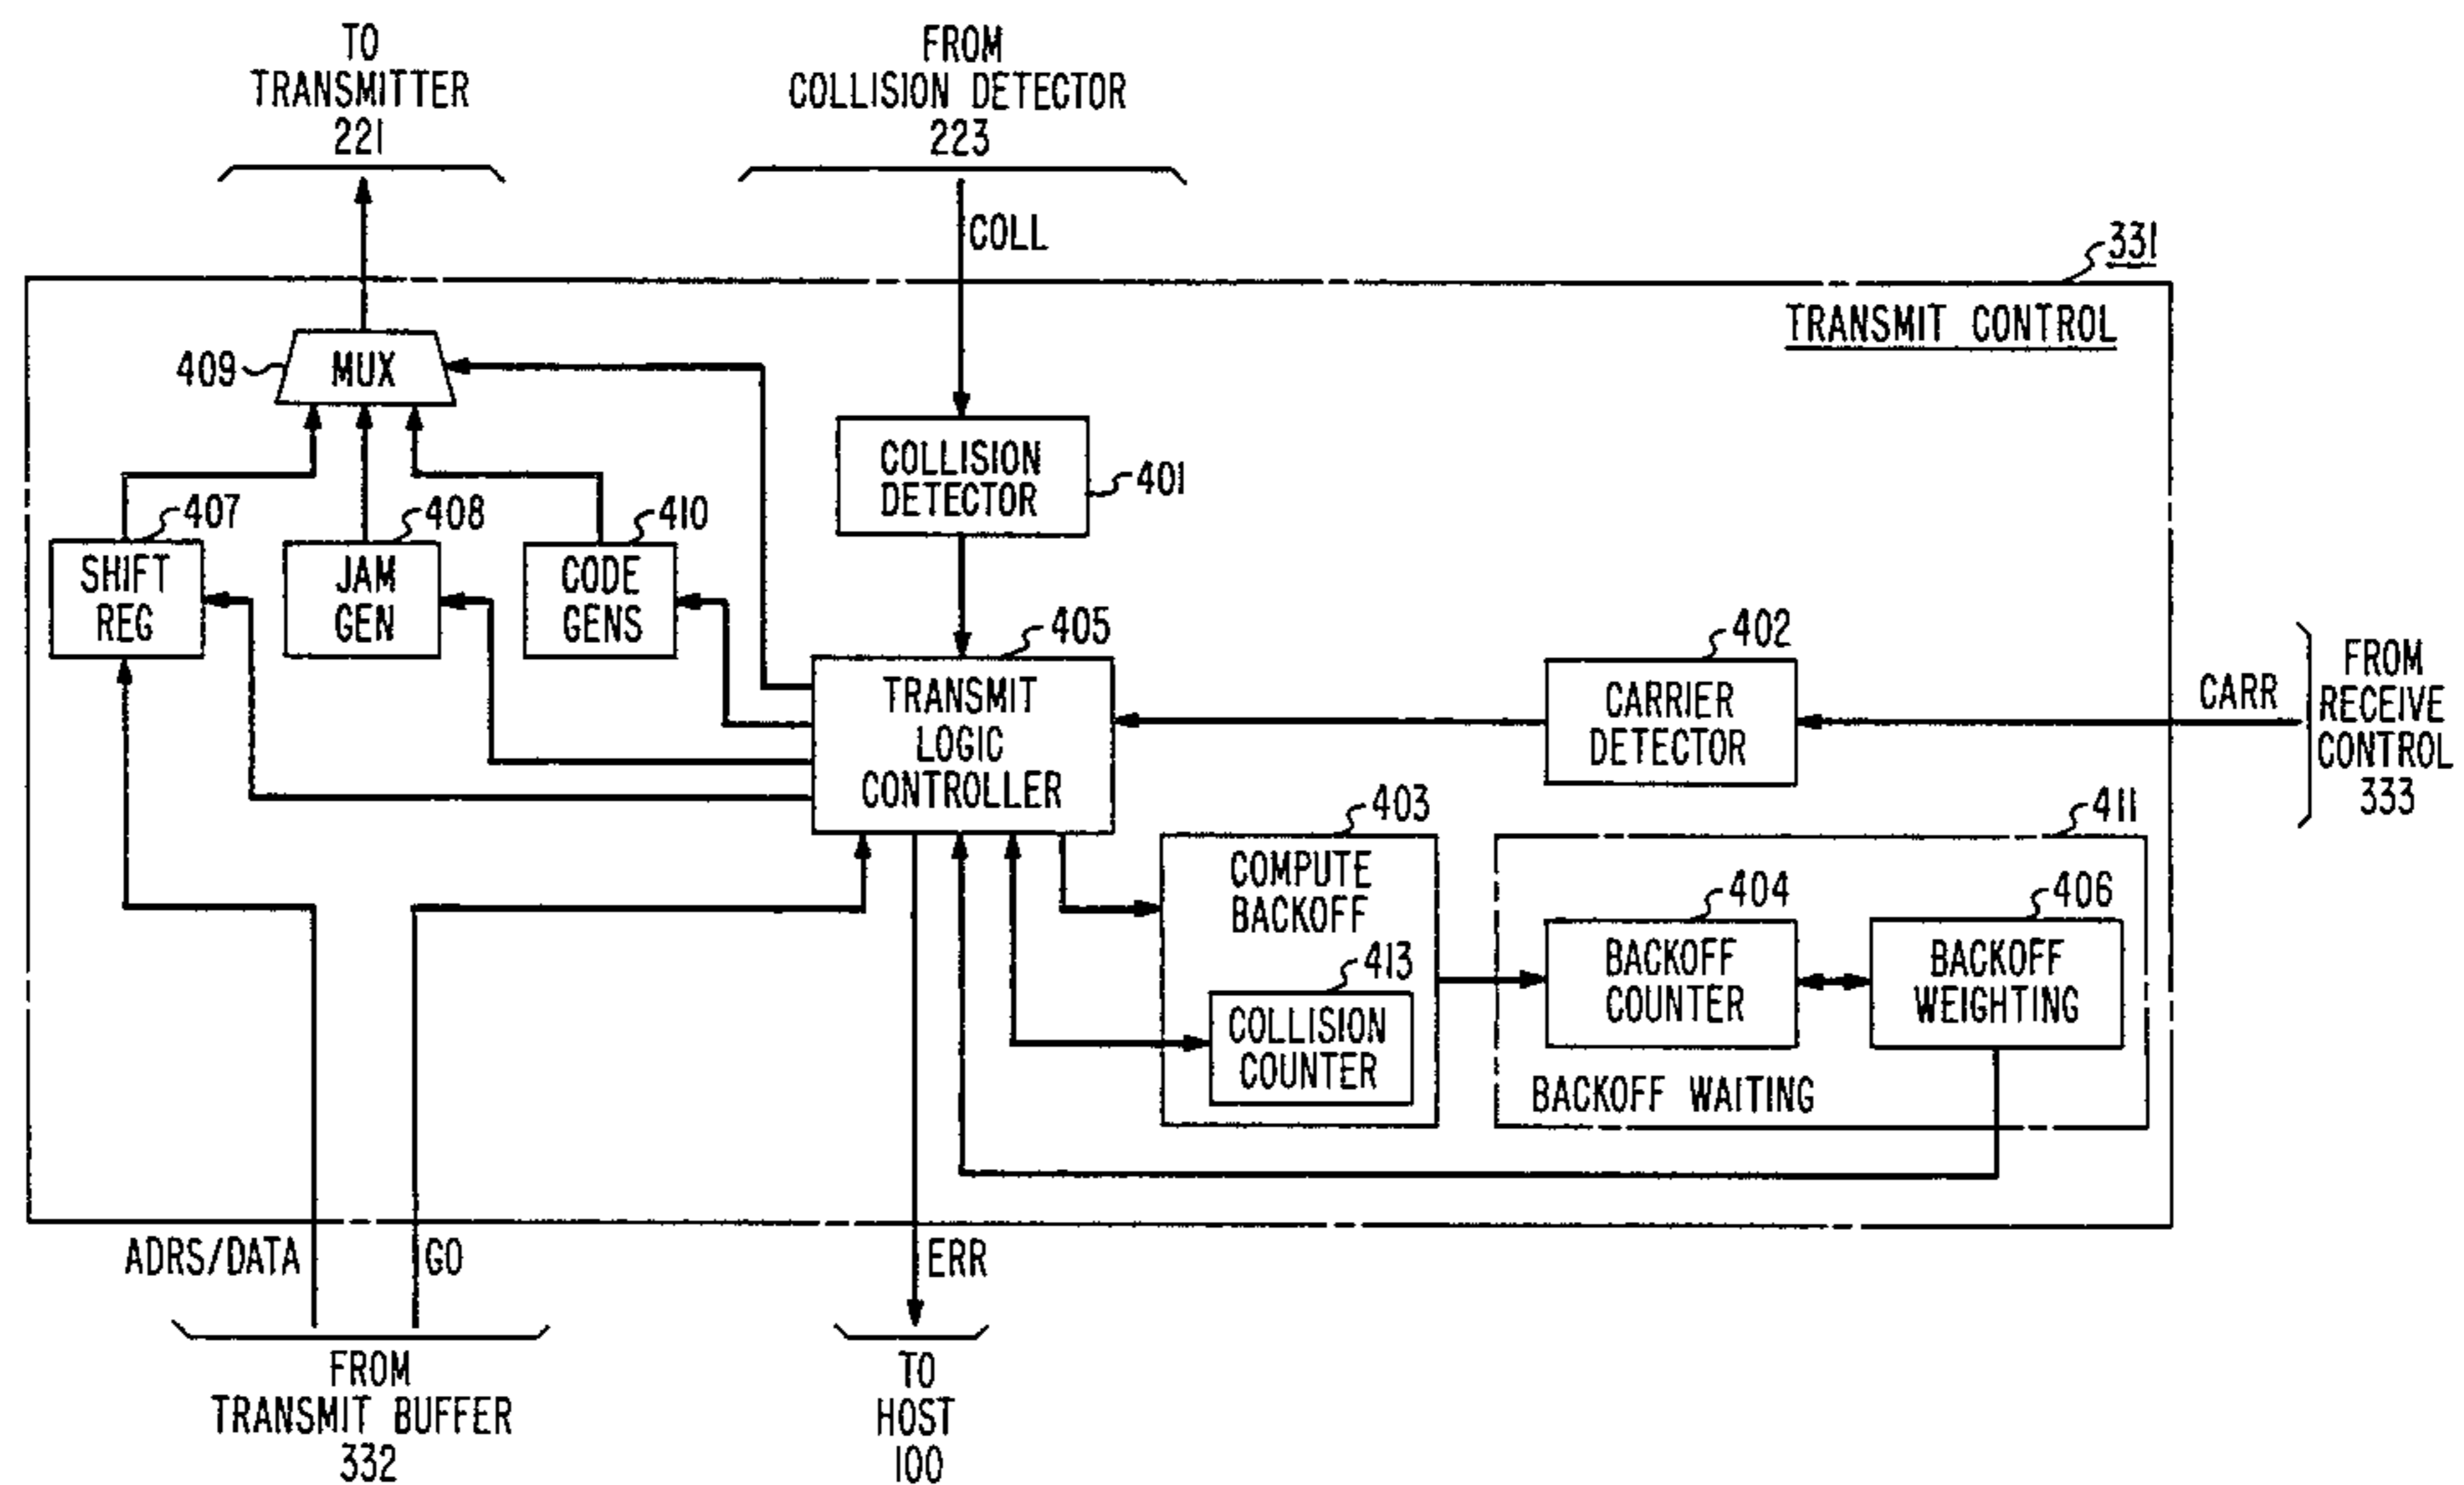 TO
TRANSMITTER
221
FROM
COLLISION DETECTOR
223
COLL
331
TRANSMIT CONTROL
409
MUX
COLLISION
DETECTOR
401
407
SHIFT
REG
408
JAM
GEN
410
CODE
GENS
405
TRANSMIT
LOGIC
CONTROLLER
402
CARRIER
DETECTOR
CARR
FROM
RECEIVE
CONTROL
333
403
COMPUTE
BACKOFF
413
COLLISION
COUNTER
411
404
BACKOFF
COUNTER
406
BACKOFF
WEIGHTING
BACKOFF WAITING
ADRS/DATA
GO
ERR
FROM
TRANSMIT BUFFER
332
TO
HOST
100